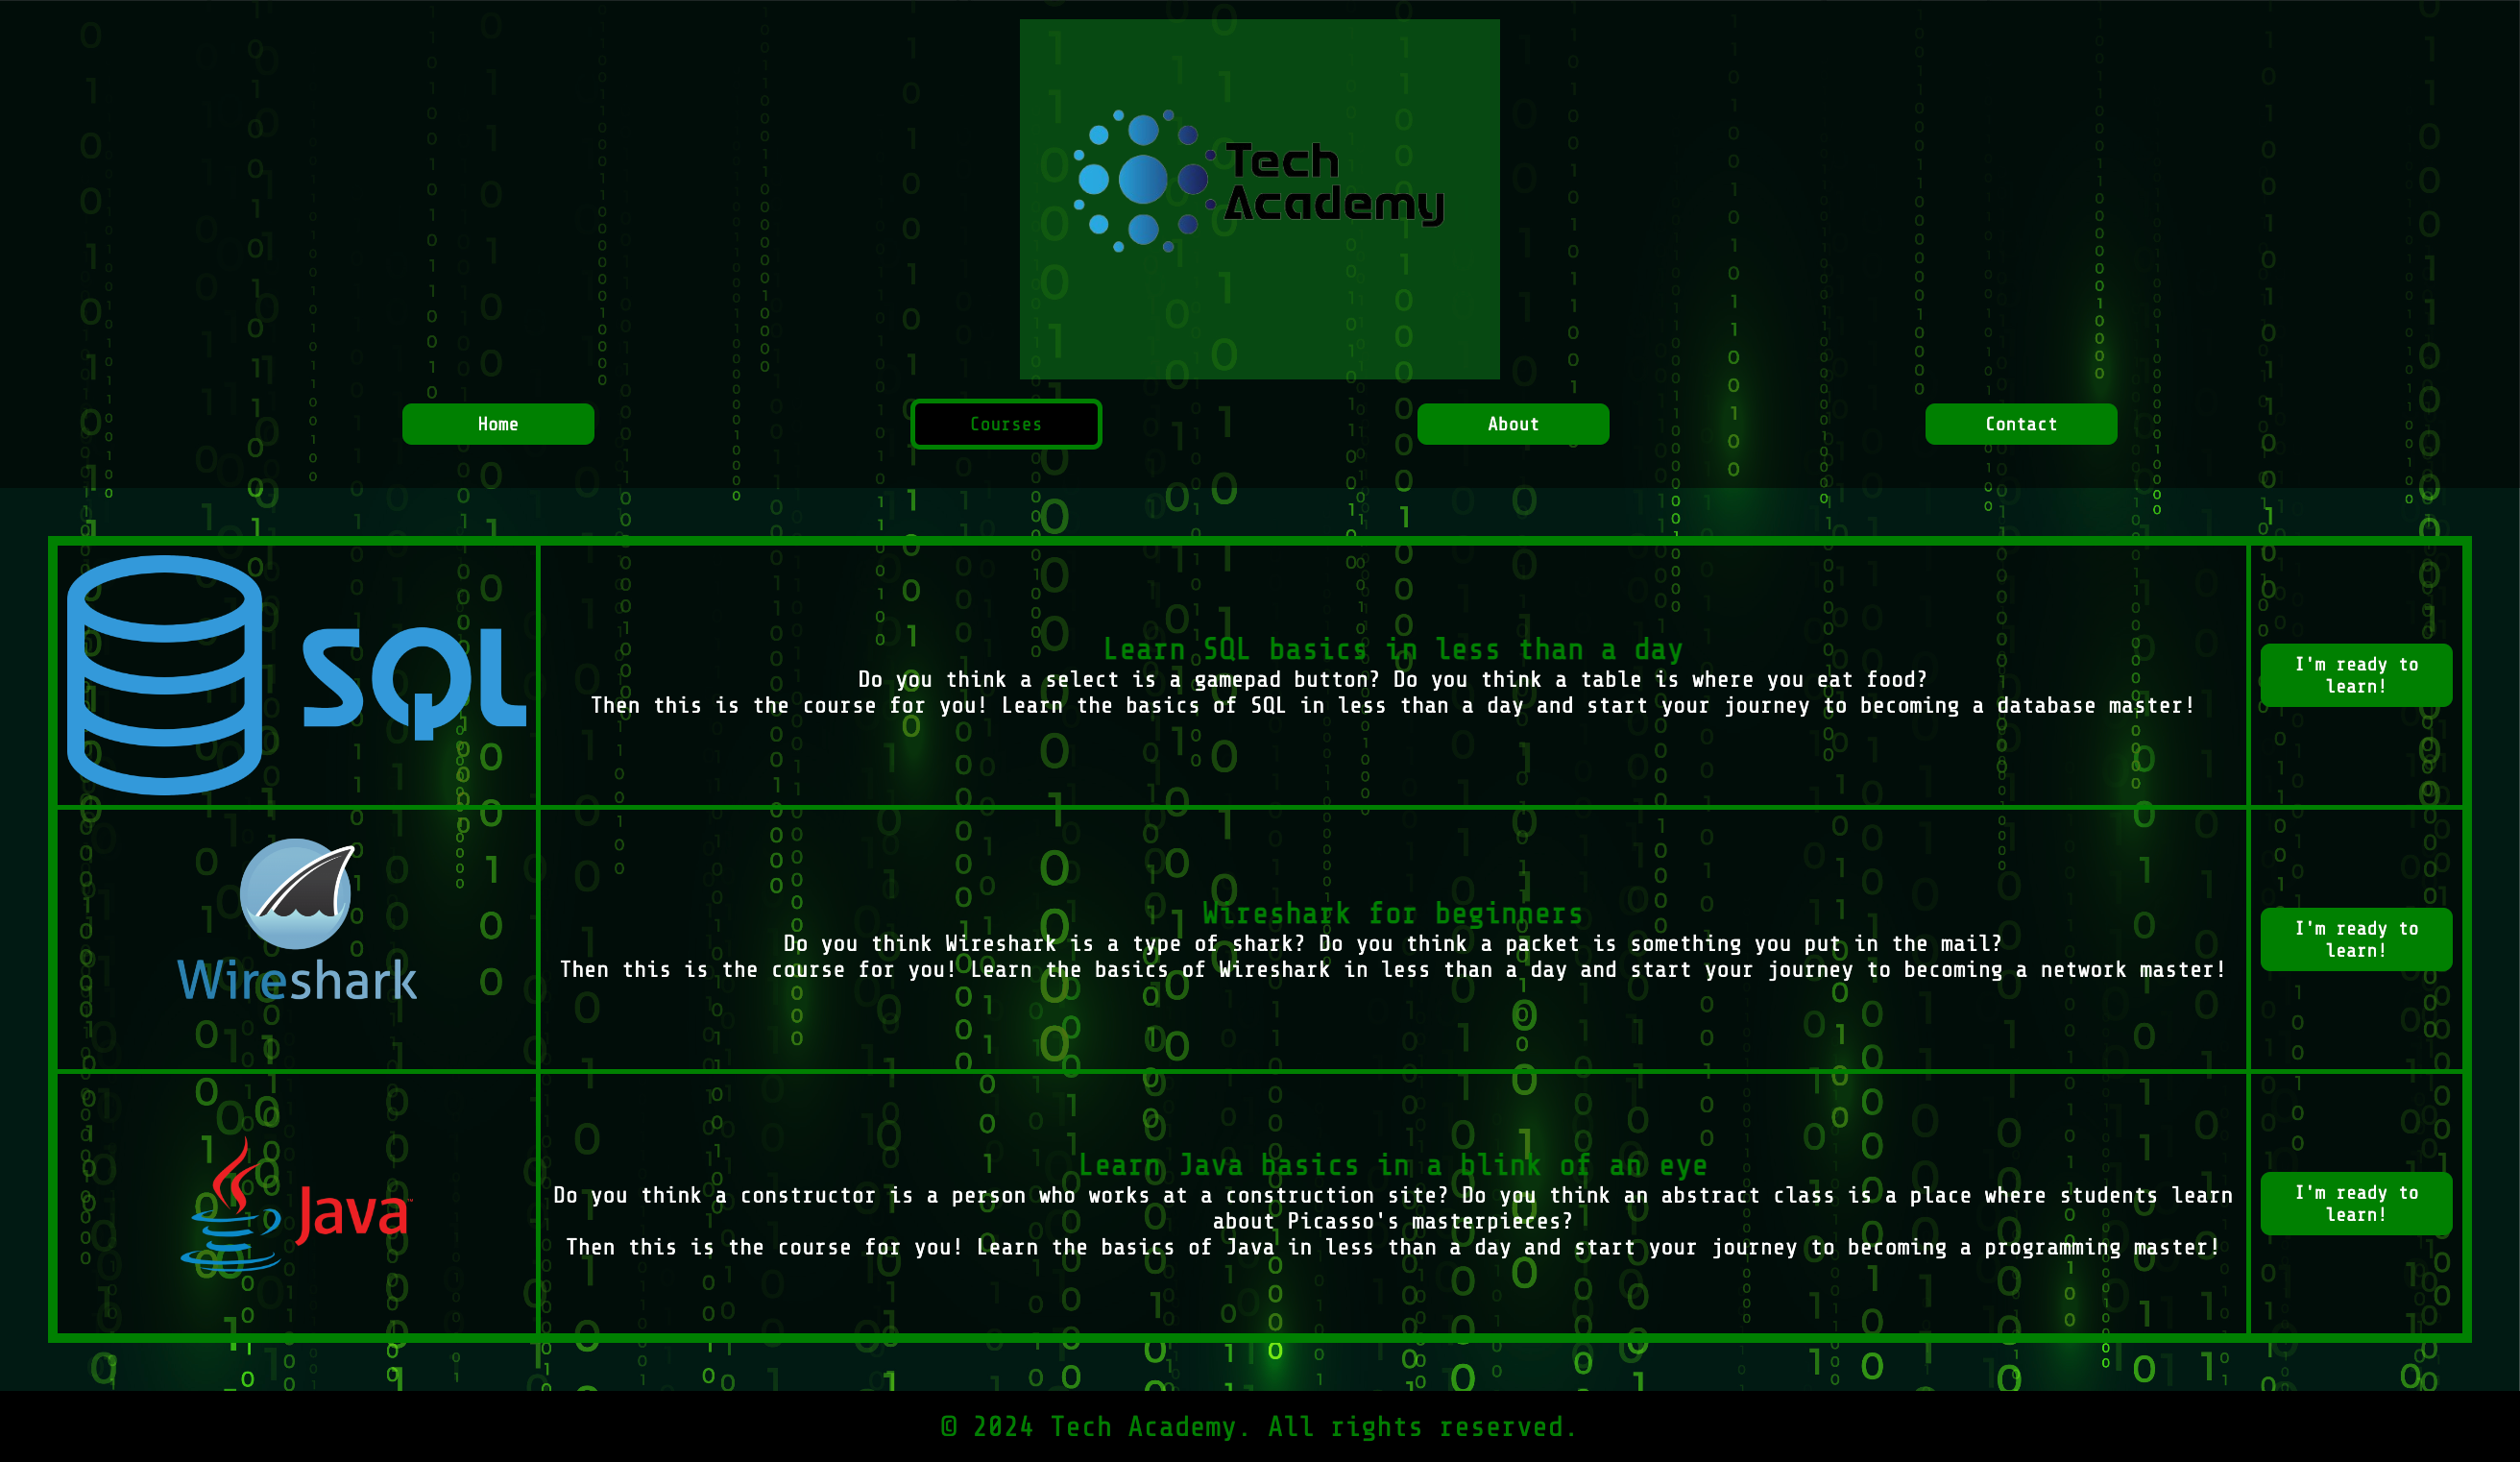 Tech
Academy
Home
Courses
About
Contact
SQL
Learn SQL basics in less than a day
Do you think a select is a gamepad button? Do you think a table is where you eat food?
Then this is the course for you! Learn the basics of SQL in less than a day and start your journey to becoming a database master!
I'm ready to
learn!
Wireshark
Wireshark for beginners
Do you think Wireshark is a type of shark? Do you think a packet is something you put in the mail?
Then this is the course for you! Learn the basics of Wireshark in less than a day and start your journey to becoming a network master!
I'm ready to
learn!
Java™
Learn Java basics in a blink of an eye
Do you think a constructor is a person who works at a construction site? Do you think an abstract class is a place where students learn
about Picasso's masterpieces?
Then this is the course for you! Learn the basics of Java in less than a day and start your journey to becoming a programming master!
I'm ready to
learn!
© 2024 Tech Academy. All rights reserved.